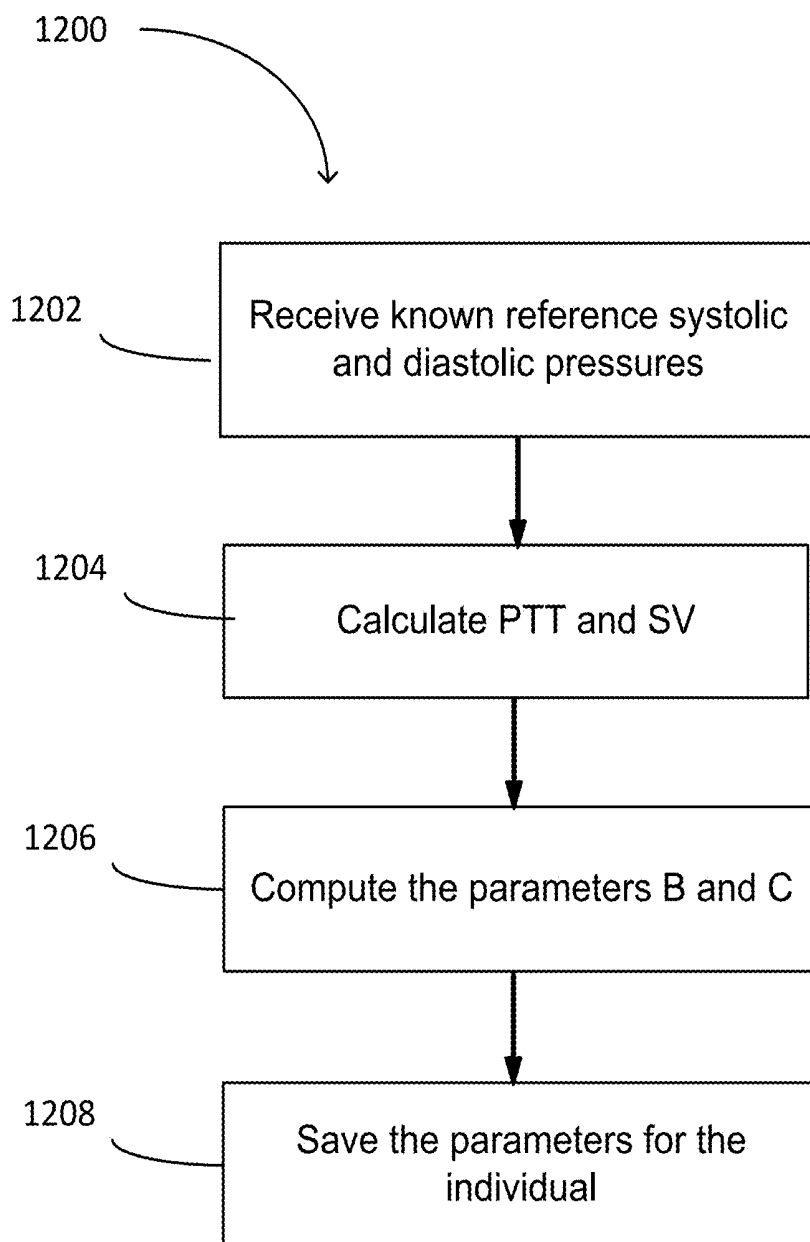 1200
1202
Receive known reference systolic
and diastolic pressures
1204
Calculate PTT and SV
1206
Compute the parameters B and C
1208
Save the parameters for the
individual